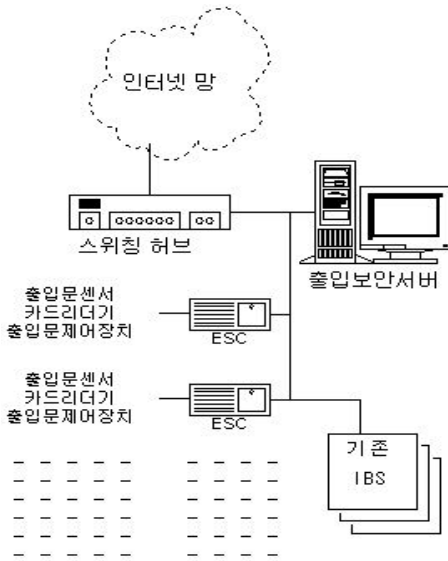 인터넷 망
스위칭 허브
출입보안서버
출입문센서
카드리더기
출입문제어장치
ESC
출입문센서
카드리더기
출입문제어장치
ESC
기존
IBS